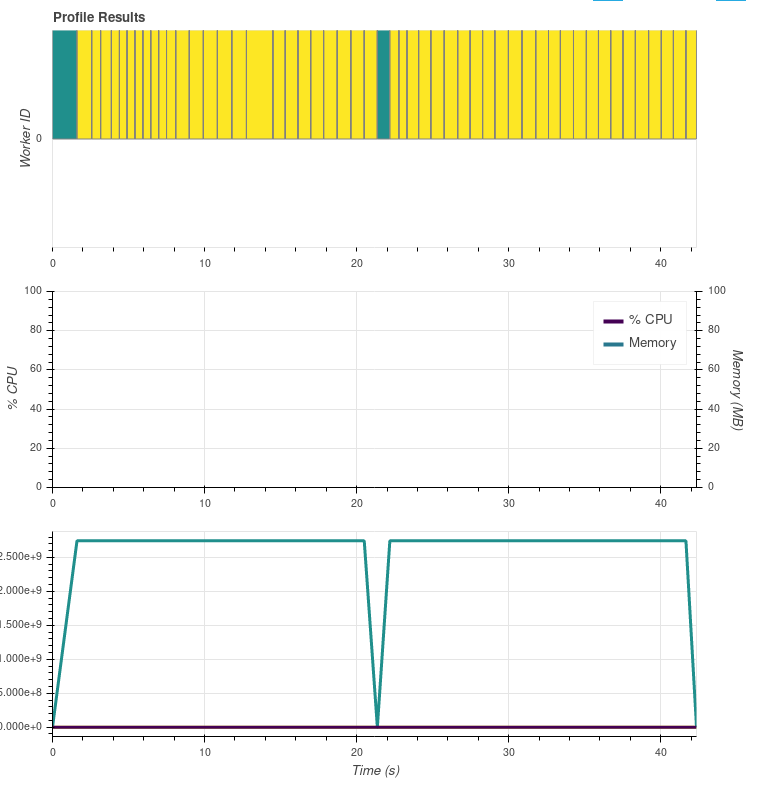 Profile Results
Worker ID
0
0 10 20 30 40
100 100
80 80
60 60
40 40
20 20
0 0
% CPU
Memory (MB)
% CPU
Memory
0 10 20 30 40
2.500e+9
2.000e+9
1.500e+9
1.000e+9
5.000e+8
0.000e+0
0 10 20 30 40
Time (s)